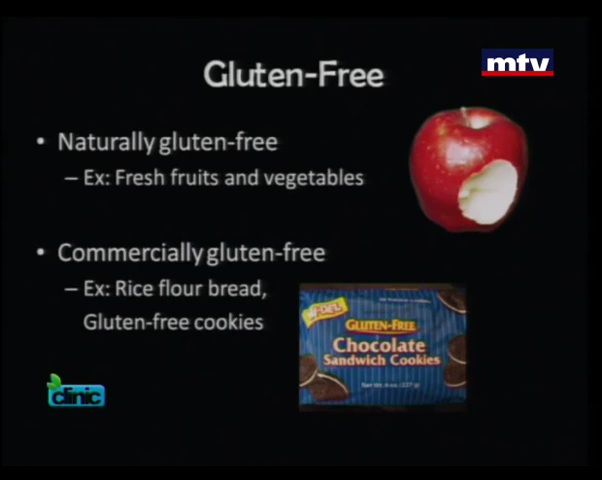 mtv
Gluten-Free
• Naturally gluten-free
– Ex: Fresh fruits and vegetables
• Commercially gluten-free
– Ex: Rice flour bread,
Gluten-free cookies
GLUTEN-FREE
Chocolate
Sandwich Cookies
clinic